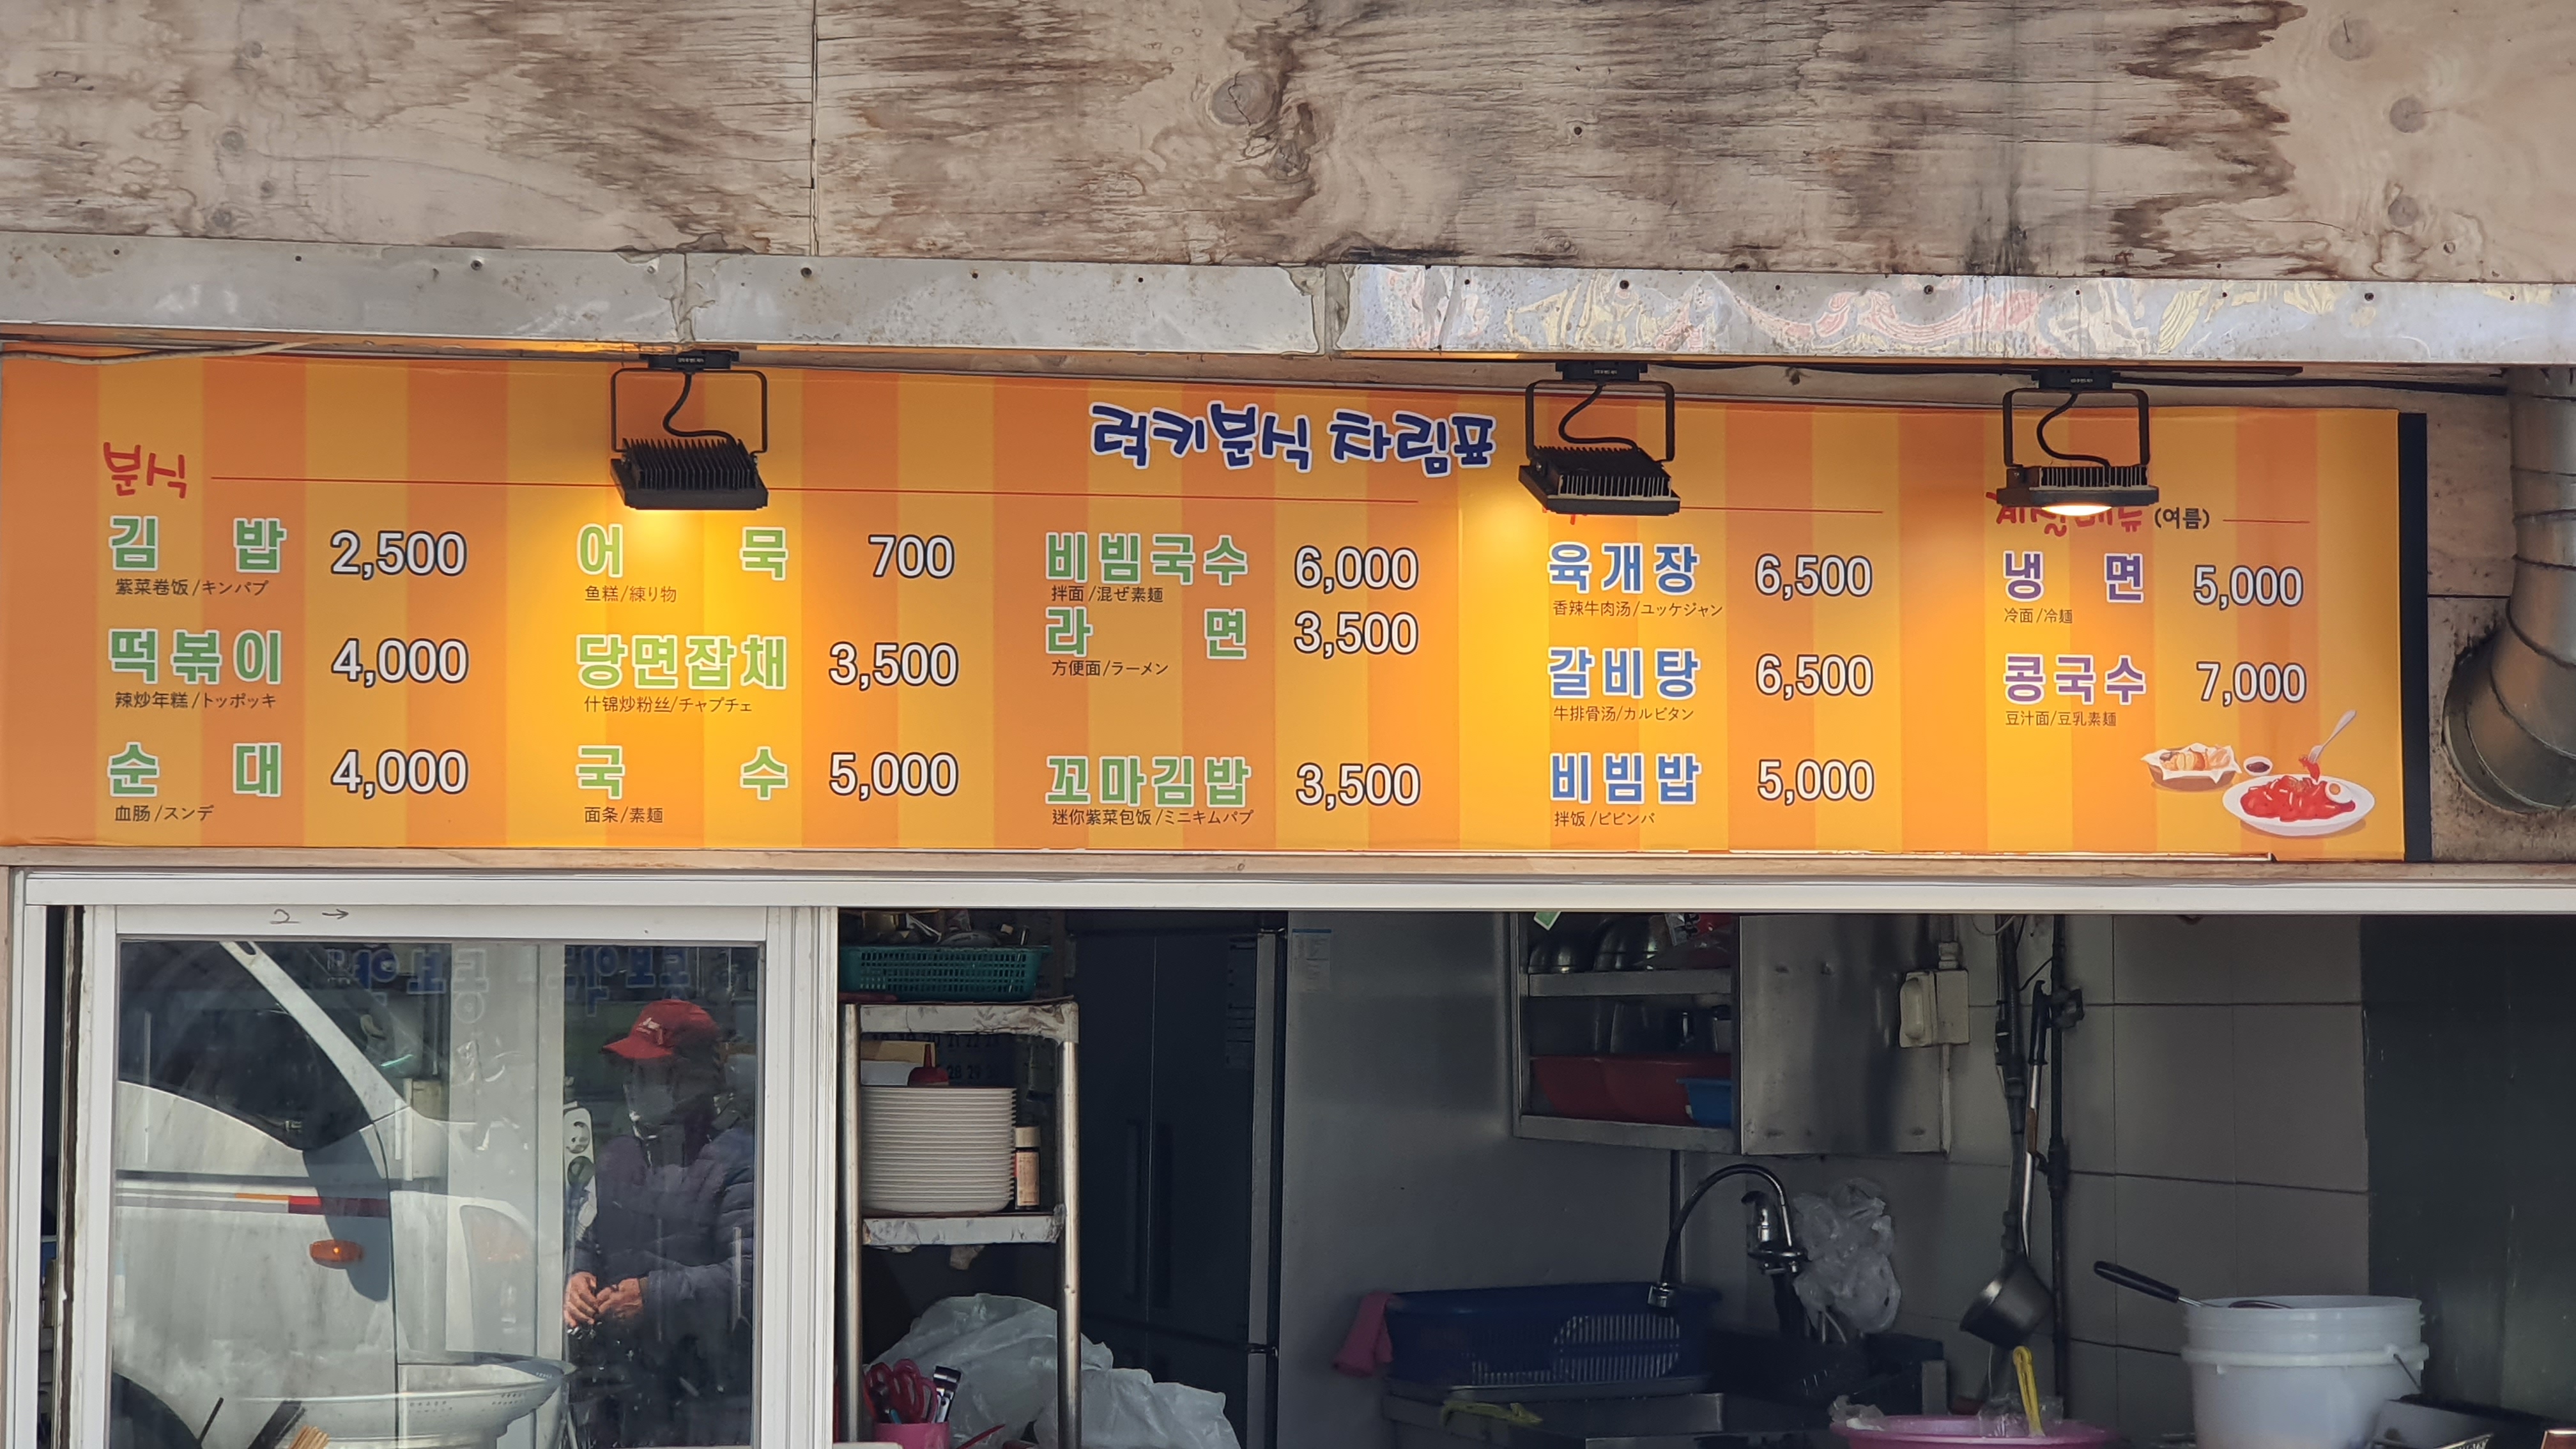 럭키분식 차림표
분식
김밥 2,500
紫菜卷饭/キンパブ
떡볶이 4,000
辣炒年糕/トッポッキ
순대 4,000
血肠/スンデ
어묵 700
鱼糕/練り物
당면잡채 3,500
什锦炒粉丝/チャプチェ
국수 5,000
面条/素麺
비빔국수 6,000
拌面/混ぜ素麺
라면 3,500
方便面/ラーメン
꼬마김밥 3,500
迷你紫菜包饭/ミニキムパプ
육개장 6,500
香辣牛肉汤/ユッケジャン
갈비탕 6,500
牛排骨汤/カルビタン
비빔밥 5,000
拌饭/ビビンバ
계절메뉴 (여름)
냉면 5,000
冷面/冷麺
콩국수 7,000
豆汁面/豆乳素麺